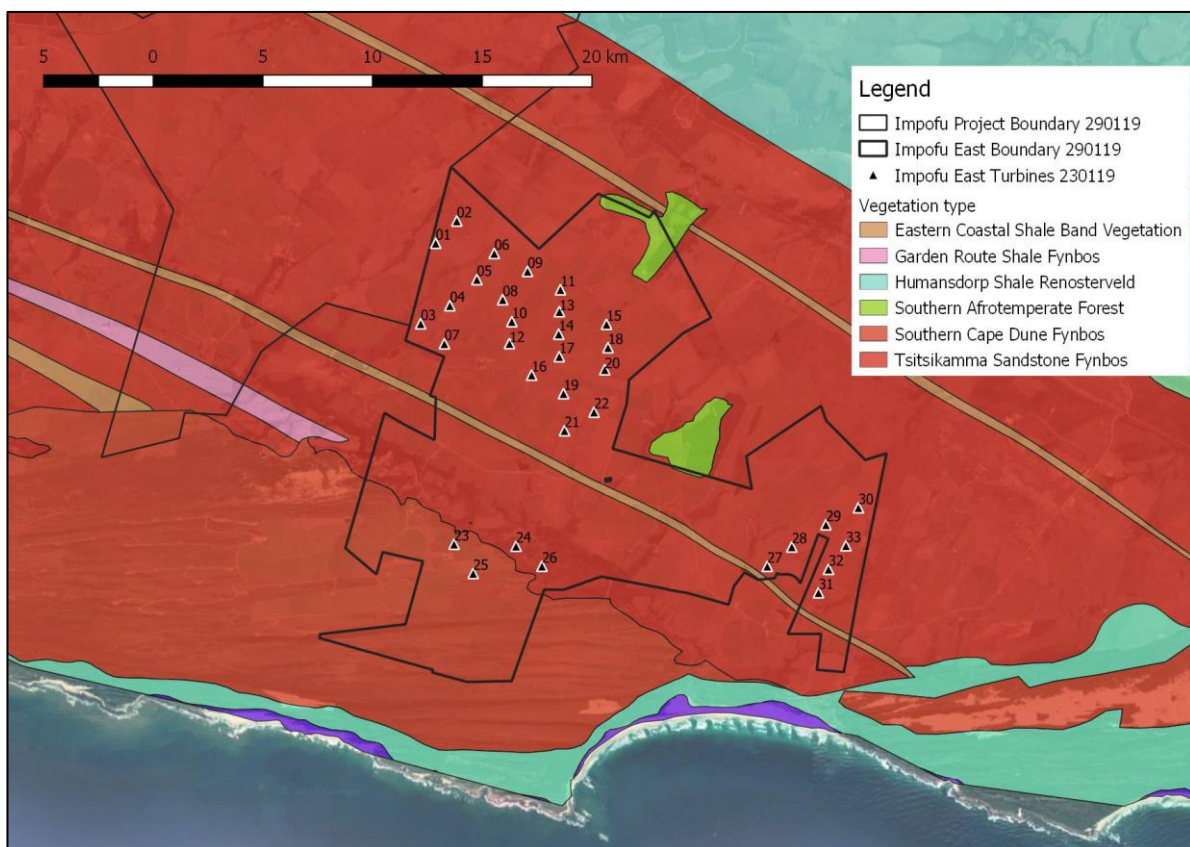 5 0 5 10 15 20 km
Legend
Impofu Project Boundary 290119
Impofu East Boundary 290119
Impofu East Turbines 230119
Vegetation type
Eastern Coastal Shale Band Vegetation
Garden Route Shale Fynbos
Humansdorp Shale Renosterveld
Southern Afrotemperate Forest
Southern Cape Dune Fynbos
Tsitsikamma Sandstone Fynbos
02
01
06
09
05
11
08
04
13
10
03
15
14
07
12
18
17
20
16
19
22
21
30
29
23
24
28
33
26
27
32
25
31